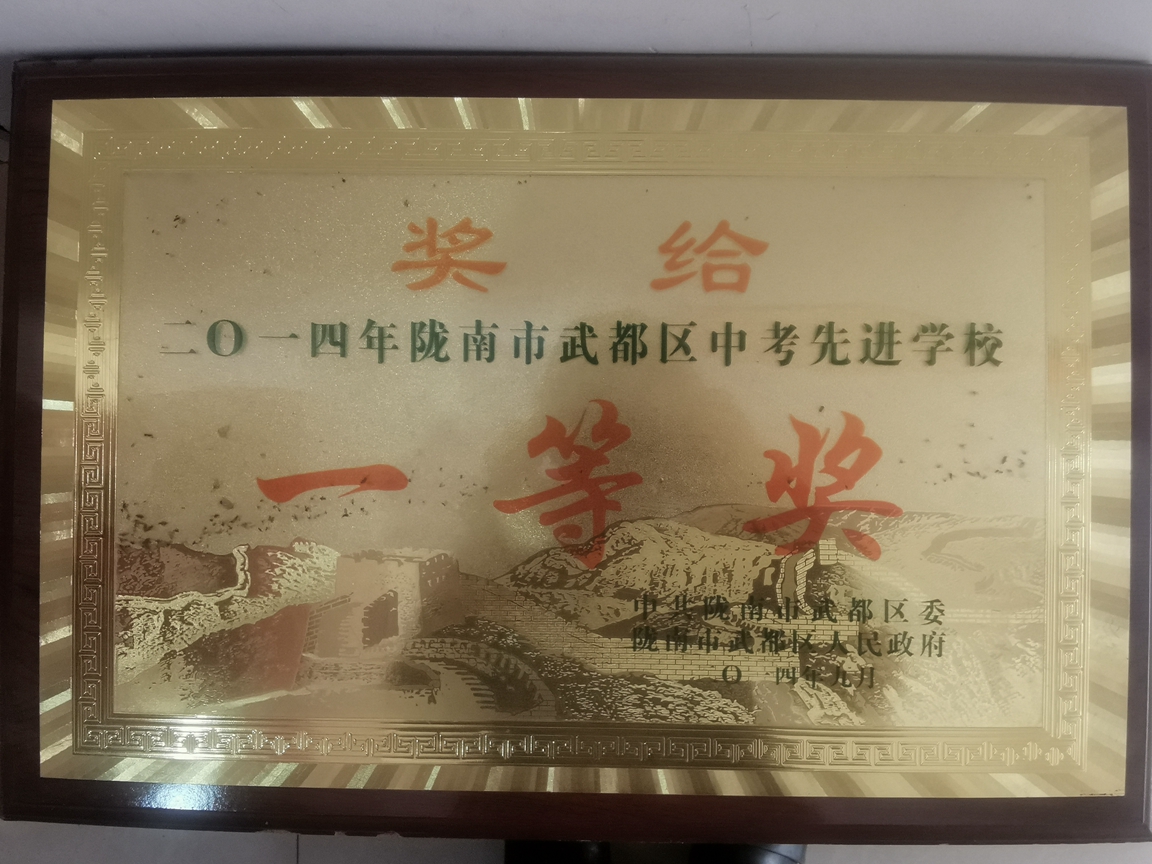 奖给
二〇一四年陇南市武都区中考先进学校
一等奖
中共陇南市武都区委
陇南市武都区人民政府
〇一四年九月